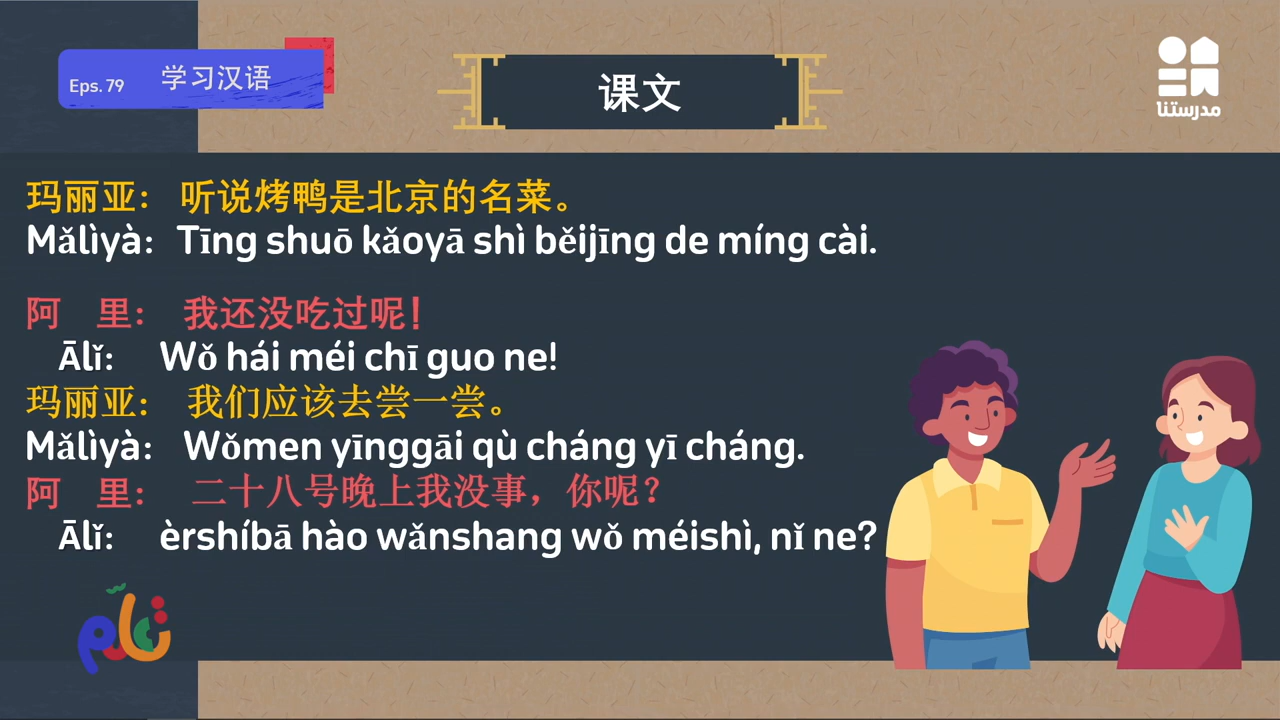 Eps. 79 学习汉语
课文
مدرستنا
玛丽亚： 听说烤鸭是北京的名菜。
Mǎlìyà: Tīng shuō kǎoyā shì běijīng de míng cài.
阿 里： 我还没吃过呢！
Ālǐ: Wǒ hái méi chī guo ne!
玛丽亚： 我们应该去尝一尝。
Mǎlìyà: Wǒmen yīnggāi qù cháng yī cháng.
阿 里： 二十八号晚上我没事，你呢？
Ālǐ: èrshíbā hào wǎnshang wǒ méishì, nǐ ne?